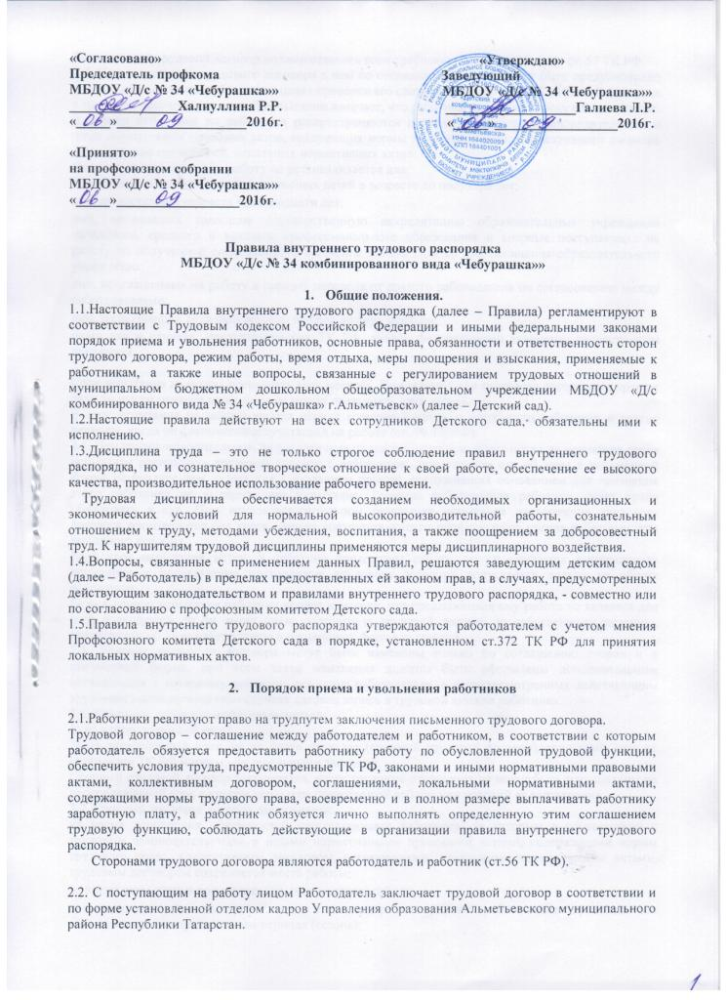 «Согласовано» «Утверждаю»
Председатель профкома Заведующий
МБДОУ «Д/с № 34 «Чебурашка»» МБДОУ «Д/с № 34 «Чебурашка»»
Халиуллина Р.Р. Галиева Л.Р.
« 06 » 09 2016г. « 06 » 09 2016г.
«Чебурашка»
г.Альметьевска»
ИНН 1644020093
КПП 164401001
«Принято»
на профсоюзном собрании
МБДОУ «Д/с № 34 «Чебурашка»»
« 06 » 09 2016г.
Правила внутреннего трудового распорядка
МБДОУ «Д/с № 34 комбинированного вида «Чебурашка»»
1. Общие положения.
1.1.Настоящие Правила внутреннего трудового распорядка (далее – Правила) регламентируют в
соответствии с Трудовым кодексом Российской Федерации и иными федеральными законами
порядок приема и увольнения работников, основные права, обязанности и ответственность сторон
трудового договора, режим работы, время отдыха, меры поощрения и взыскания, применяемые к
работникам, а также иные вопросы, связанные с регулированием трудовых отношений в
муниципальном бюджетном дошкольном общеобразовательном учреждении МБДОУ «Д/с
комбинированного вида № 34 «Чебурашка» г.Альметьевск» (далее – Детский сад).
1.2.Настоящие правила действуют на всех сотрудников Детского сада, обязательны ими к
исполнению.
1.3.Дисциплина труда – это не только строгое соблюдение правил внутреннего трудового
распорядка, но и сознательное творческое отношение к своей работе, обеспечение ее высокого
качества, производительное использование рабочего времени.
Трудовая дисциплина обеспечивается созданием необходимых организационных и
экономических условий для нормальной высокопроизводительной работы, сознательным
отношением к труду, методами убеждения, воспитания, а также поощрением за добросовестный
труд. К нарушителям трудовой дисциплины применяются меры дисциплинарного воздействия.
1.4.Вопросы, связанные с применением данных Правил, решаются заведующим детским садом
(далее – Работодатель) в пределах предоставленных ей законом прав, а в случаях, предусмотренных
действующим законодательством и правилами внутреннего трудового распорядка, - совместно или
по согласованию с профсоюзным комитетом Детского сада.
1.5.Правила внутреннего трудового распорядка утверждаются работодателем с учетом мнения
Профсоюзного комитета Детского сада в порядке, установленном ст.372 ТК РФ для принятия
локальных нормативных актов.
2. Порядок приема и увольнения работников
2.1.Работники реализуют право на трудпутем заключения письменного трудового договора.
Трудовой договор – соглашение между работодателем и работником, в соответствии с которым
работодатель обязуется предоставить работнику работу по обусловленной трудовой функции,
обеспечить условия труда, предусмотренные ТК РФ, законами и иными нормативными правовыми
актами, коллективным договором, соглашениями, локальными нормативными актами,
содержащими нормы трудового права, своевременно и в полном размере выплачивать работнику
заработную плату, а работник обязуется лично выполнять определенную этим соглашением
трудовую функцию, соблюдать действующие в организации правила внутреннего трудового
распорядка.
Сторонами трудового договора являются работодатель и работник (ст.56 ТК РФ).
2.2. С поступающим на работу лицом Работодатель заключает трудовой договор в соответствии и
по форме установленной отделом кадров Управления образования Альметьевского муниципального
района Республики Татарстан.
1